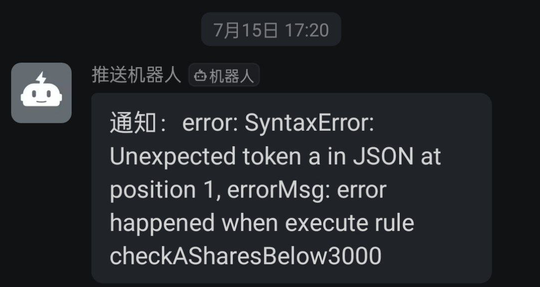 7月15日 17:20
推送机器人 机器人
通知：error: SyntaxError:
Unexpected token a in JSON at
position 1, errorMsg: error
happened when execute rule
checkASharesBelow3000